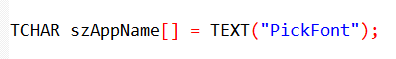 TCHAR szAppName[] = TEXT("PickFont");